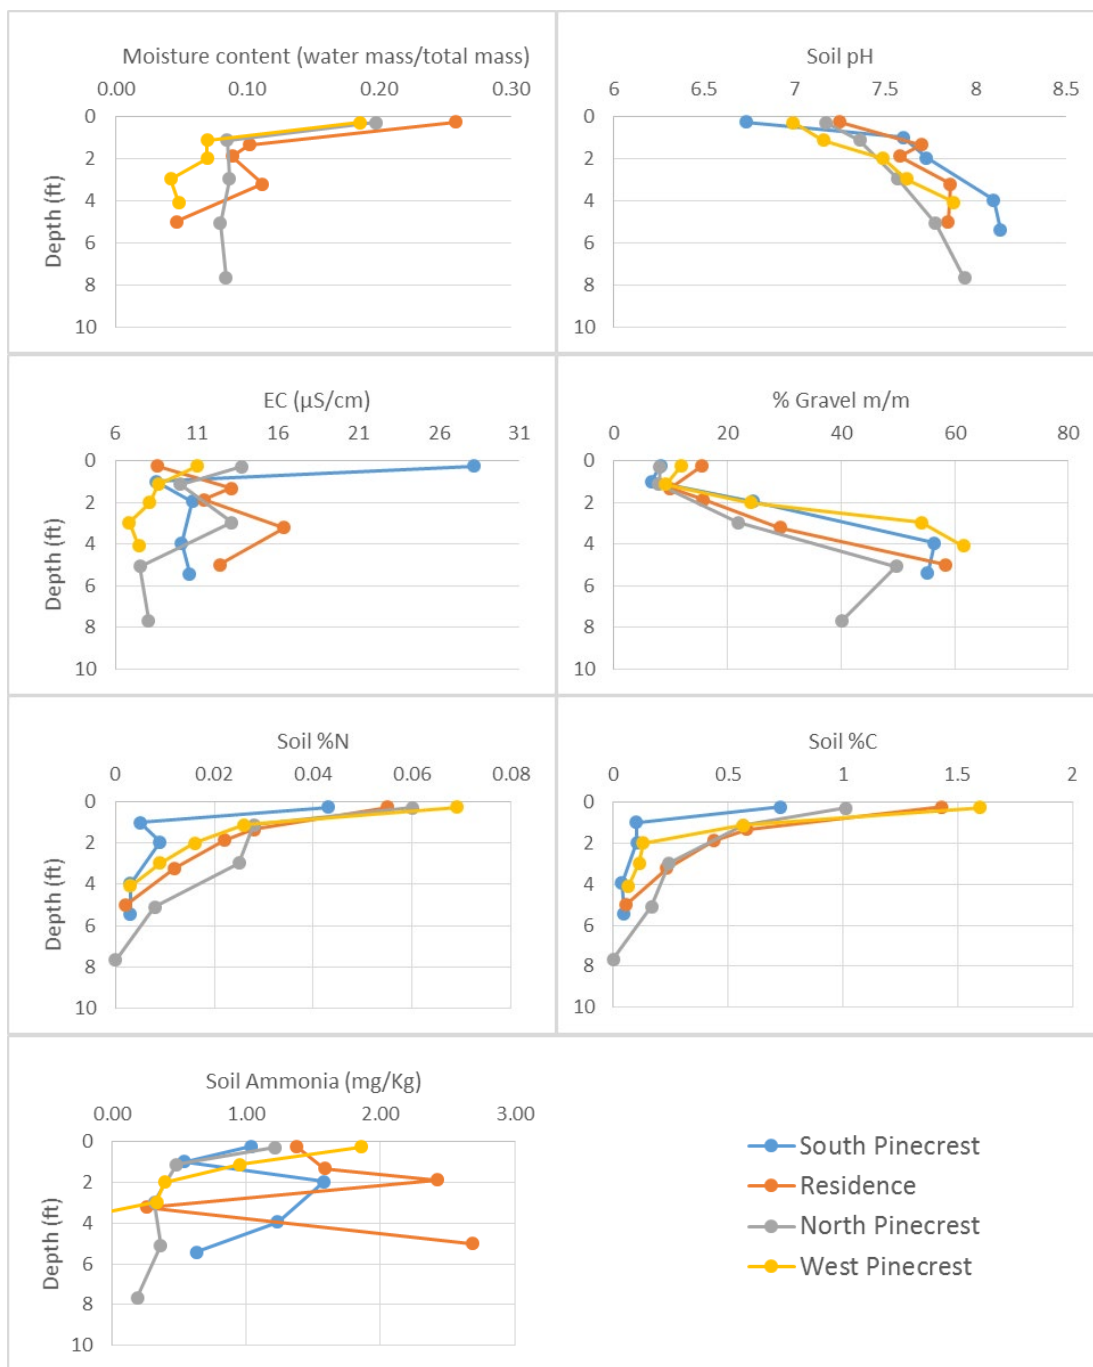 Moisture content (water mass/total mass)
0.00 0.10 0.20 0.30
0
2
4
6
8
10
Depth (ft)
Soil pH
6 6.5 7 7.5 8 8.5
EC (µS/cm)
6 11 16 21 26 31
0
2
4
6
8
10
Depth (ft)
% Gravel m/m
0 20 40 60 80
0
2
4
6
8
10
Soil %N
0 0.02 0.04 0.06 0.08
0
2
4
6
8
10
Depth (ft)
Soil %C
0 0.5 1 1.5 2
0
2
4
6
8
10
Soil Ammonia (mg/Kg)
0.00 1.00 2.00 3.00
0
2
4
6
8
10
Depth (ft)
South Pinecrest
Residence
North Pinecrest
West Pinecrest